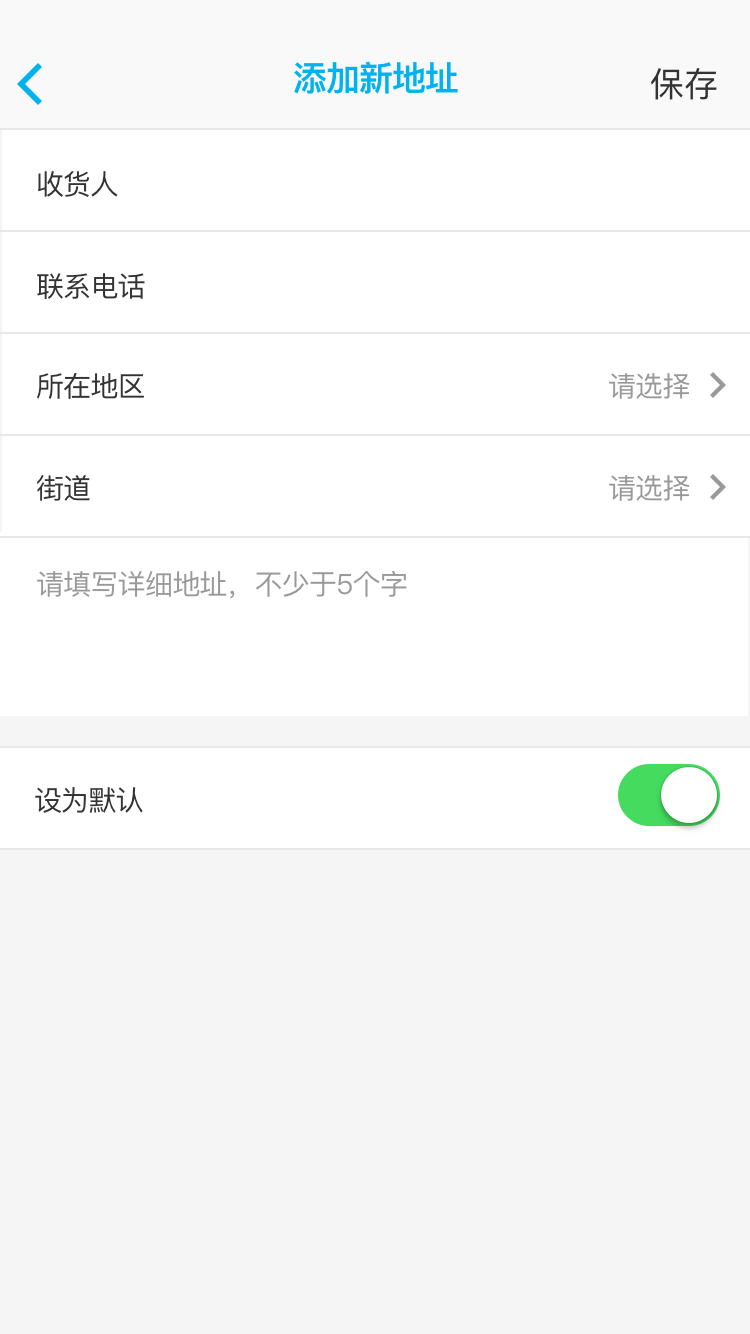 添加新地址
保存
收货人
联系电话
所在地区 请选择
街道 请选择
请填写详细地址，不少于5个字
设为默认